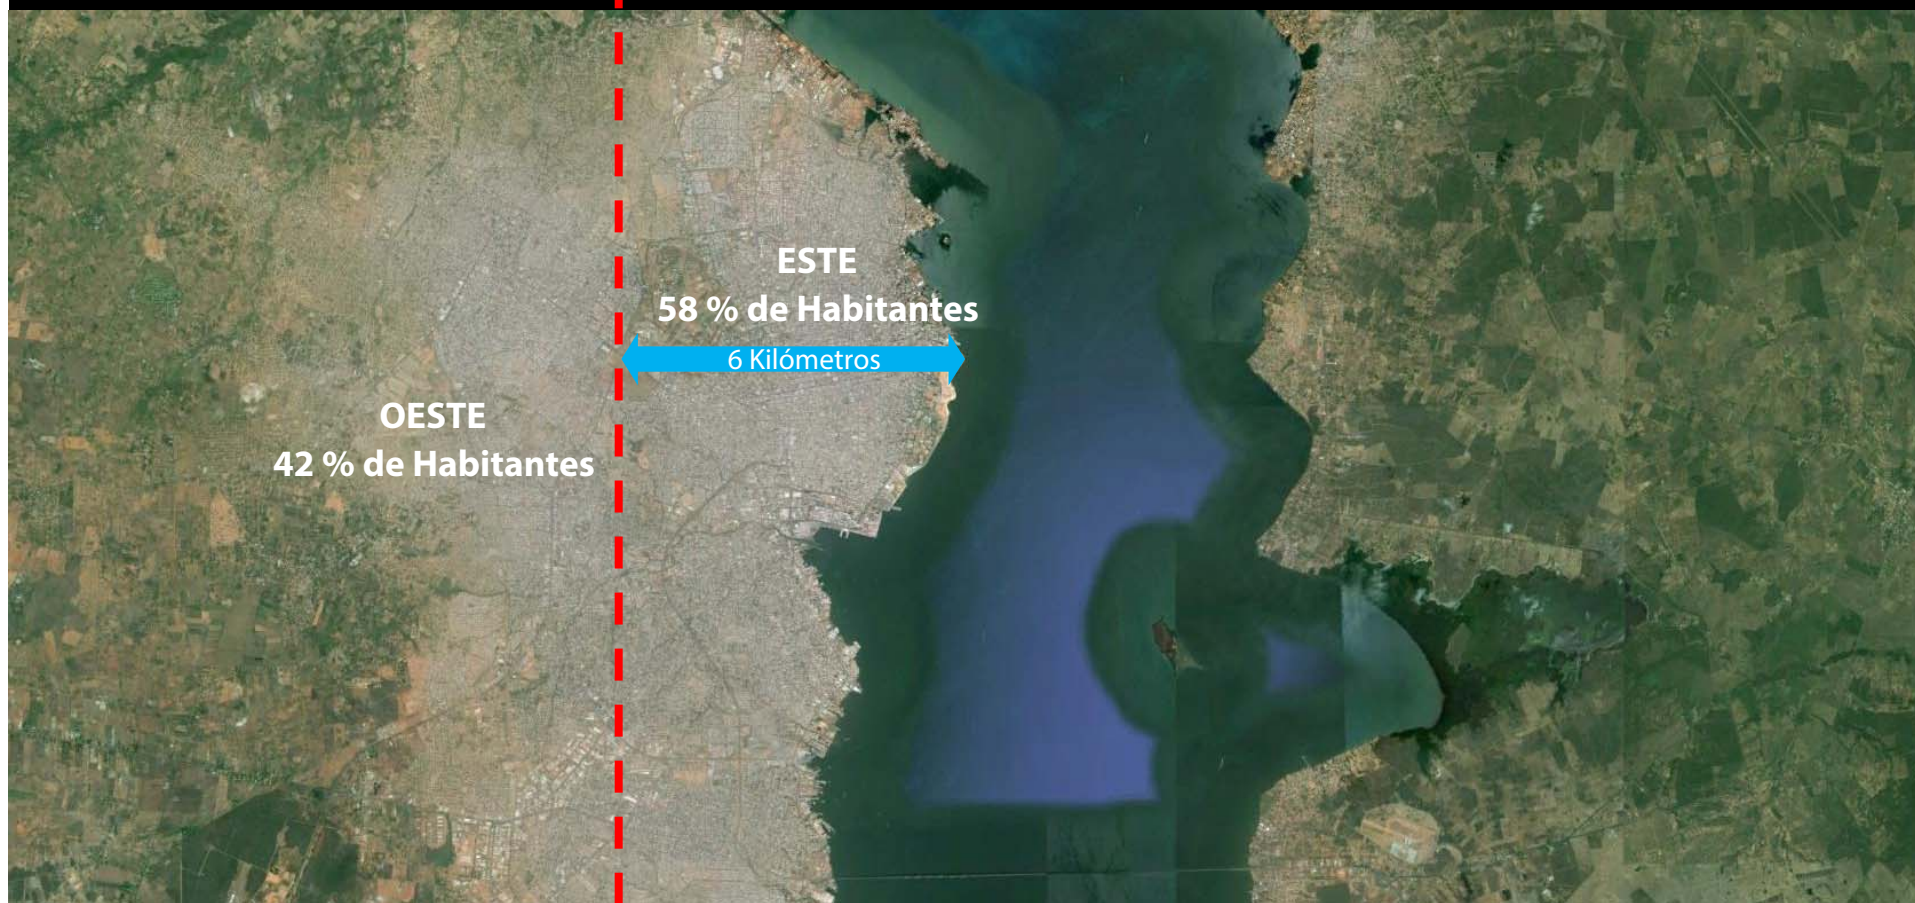 ESTE
58 % de Habitantes
6 Kilómetros
OESTE
42 % de Habitantes